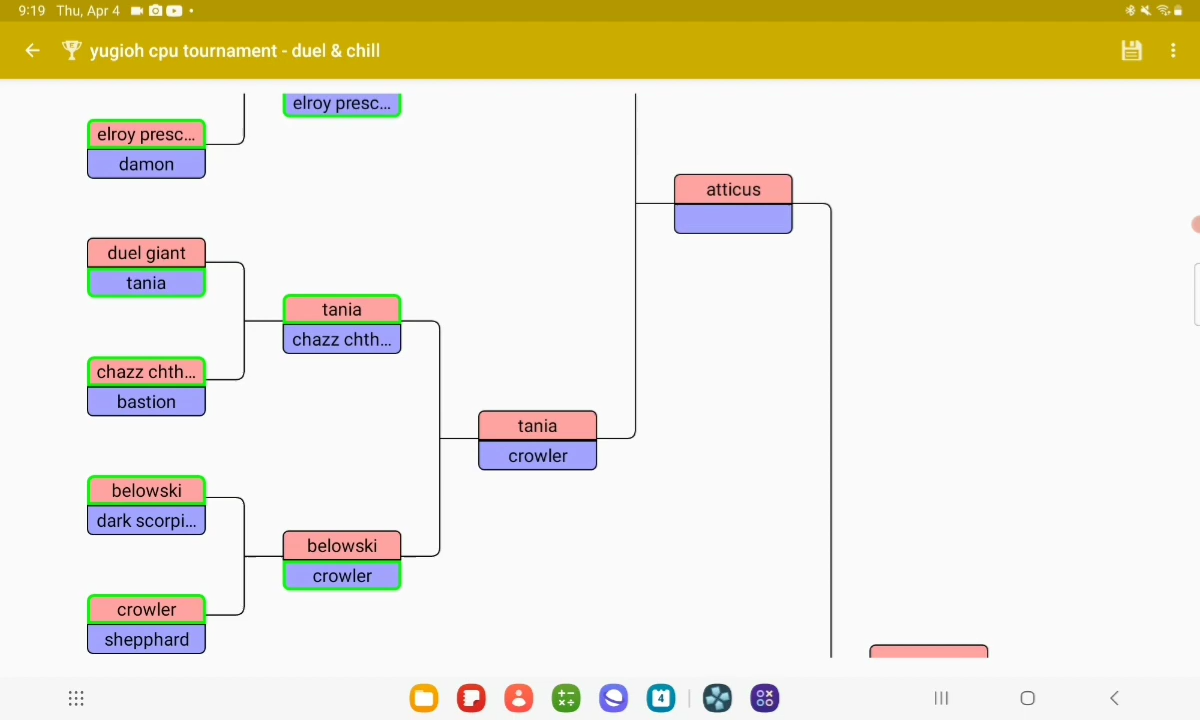 9:19 Thu, Apr 4
yugioh cpu tournament - duel & chill
elroy presc...
elroy presc...
damon
atticus
duel giant
tania
tania
chazz chth...
chazz chth...
bastion
tania
crowler
belowski
dark scorpi...
belowski
crowler
crowler
shepphard
4